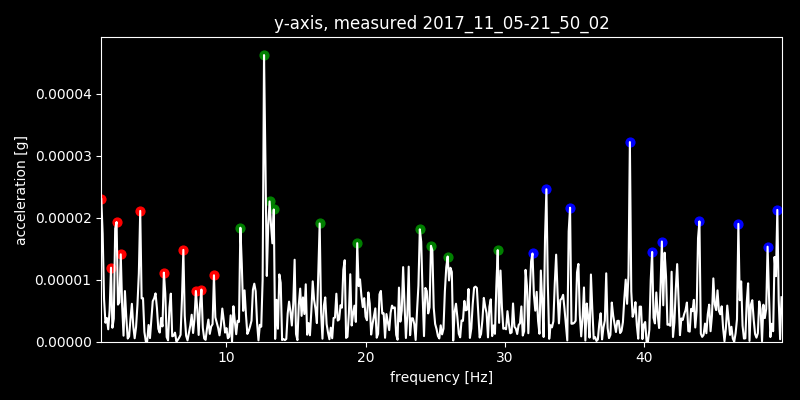 y-axis, measured 2017_11_05-21_50_02
0.00004
0.00003
0.00002
0.00001
0.00000
acceleration [g]
10 20 30 40
frequency [Hz]